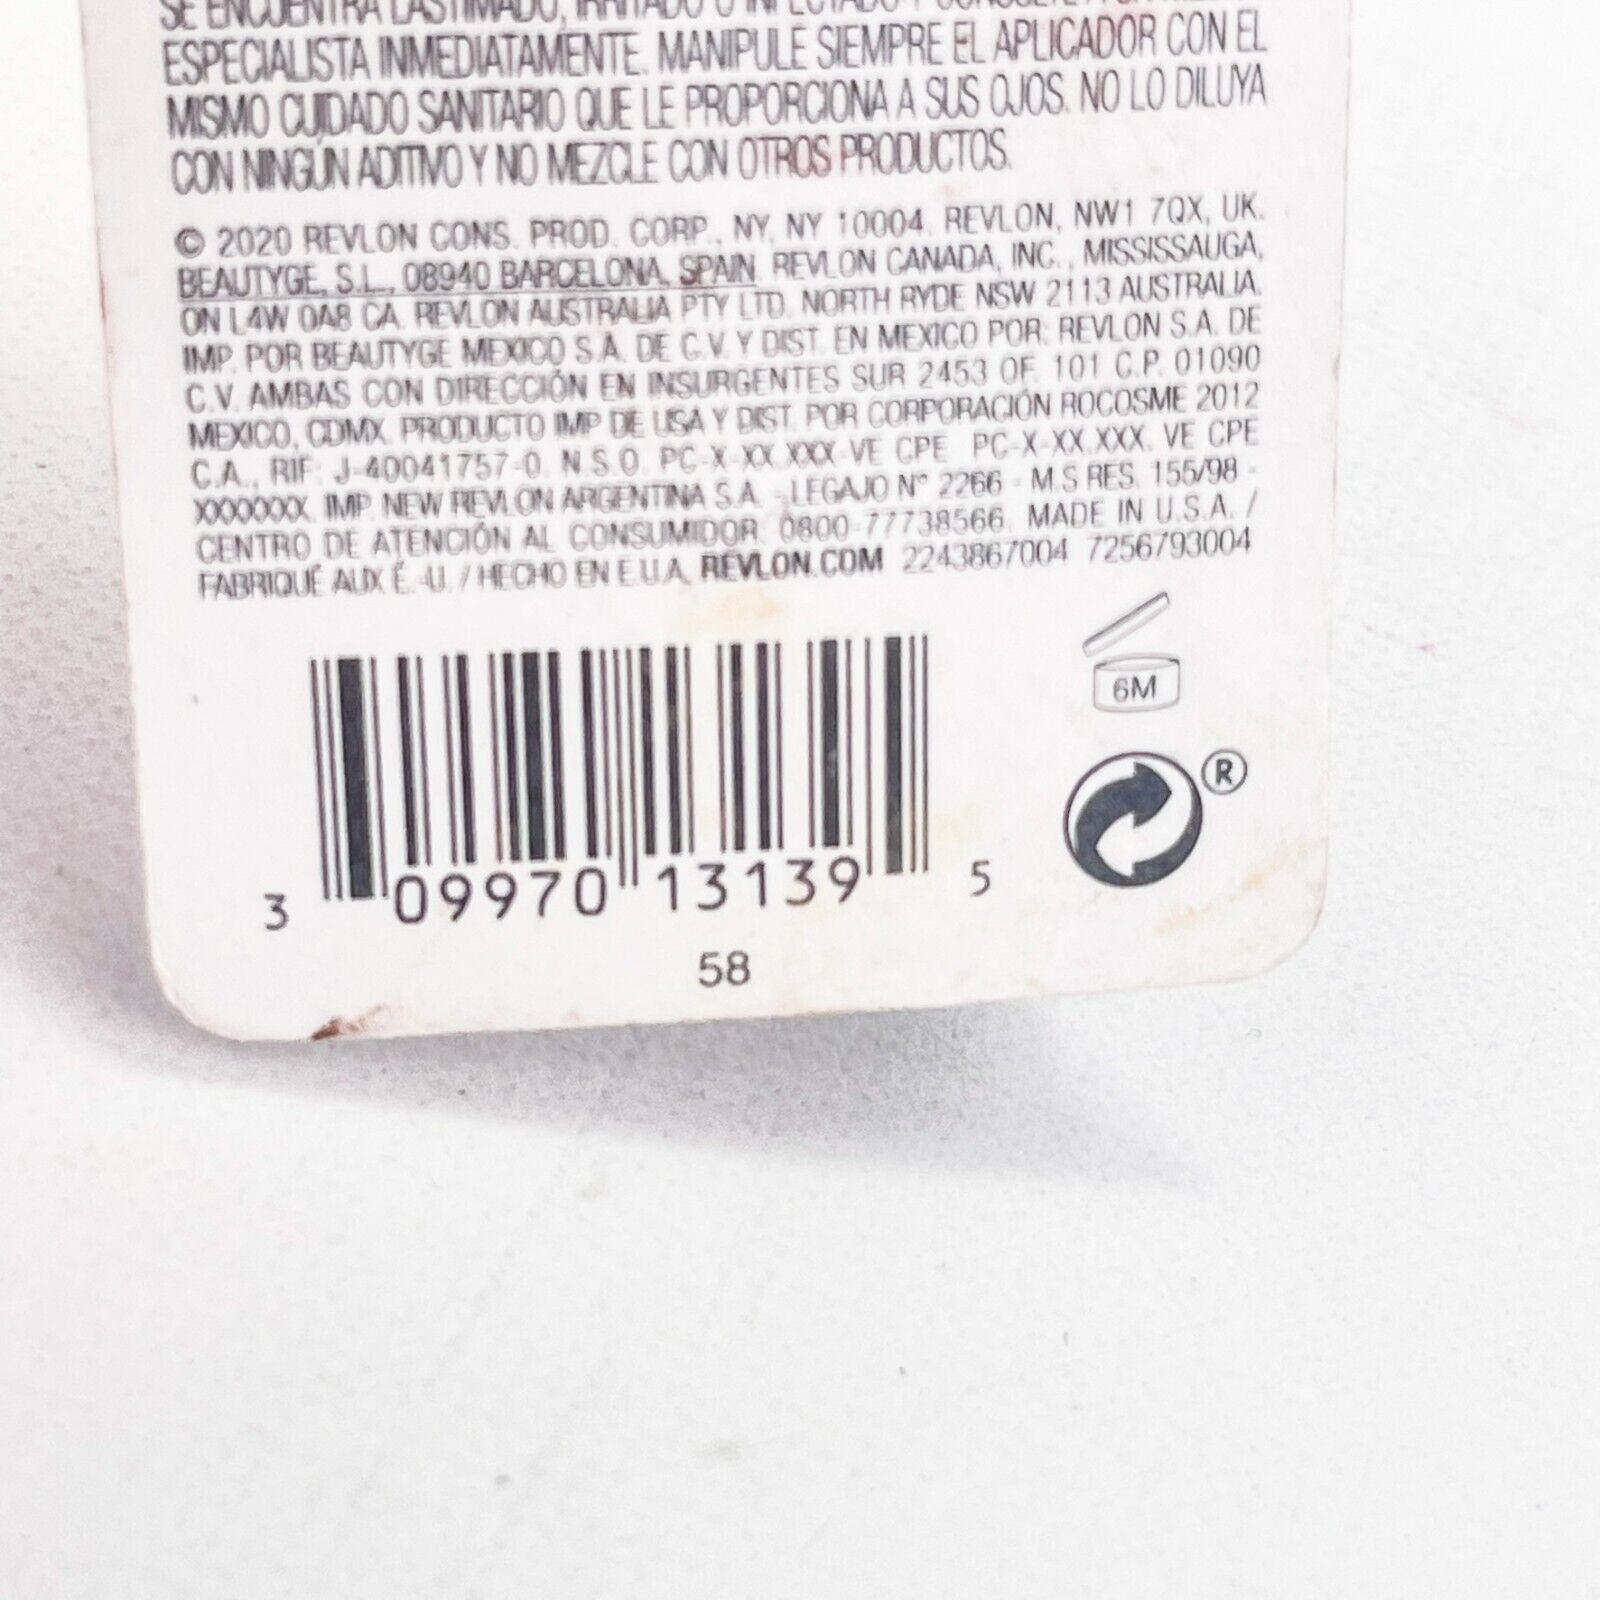 SE ENCUENTRA LASTIMADO, IRRITADO O INFECTADO Y CONSULTE
ESPECIALISTA INMEDIATAMENTE. MANIPULE SIEMPRE EL APLICADOR CON EL
MISMO CUIDADO SANITARIO QUE LE PROPORCIONA A SUS OJOS. NO LO DILUYA
CON NINGÚN ADITIVO Y NO MEZCLE CON OTROS PRODUCTOS.
© 2020 REVLON CONS. PROD. CORP., NY, NY 10004. REVLON, NW1 7QX, UK.
BEAUTYGE, S.L., 08940 BARCELONA, SPAIN. REVLON CANADA, INC., MISSISSAUGA,
ON L4W 0A8 CA. REVLON AUSTRALIA PTY LTD. NORTH RYDE NSW 2113 AUSTRALIA.
IMP. POR BEAUTYGE MEXICO S.A. DE C.V. Y DIST. EN MEXICO POR: REVLON S.A. DE
C.V. AMBAS CON DIRECCIÓN EN INSURGENTES SUR 2453 OF. 101 C.P. 01090
MEXICO, CDMX. PRODUCTO IMP DE USA Y DIST. POR CORPORACIÓN ROCOSME 2012
C.A., RIF: J-40041757-0. N.S.O. PC-X-XX.XXX-VE CPE PC-X-XX.XXX. VE CPE
XXXXXXX. IMP. NEW REVLON ARGENTINA S.A. - LEGAJO N° 2266 - M.S RES. 155/98 -
CENTRO DE ATENCIÓN AL CONSUMIDOR. 0800-77738566. MADE IN U.S.A. /
FABRIQUÉ AUX É.-U. / HECHO EN E.U.A. REVLON.COM 2243867004 7256793004
6M
®
3 09970 13139 5
58